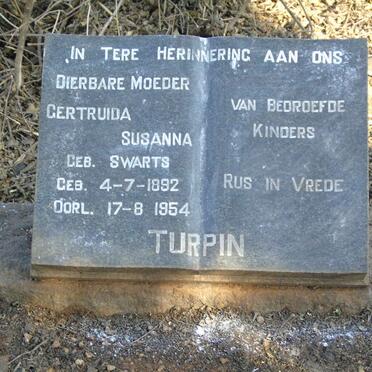 IN TERE HERINNERING AAN ONS
DIERBARE MOEDER
GERTRUIDA
SUSANNA
GEB. SWARTS
GEB. 4-7-1892
OORL. 17-8-1954
VAN BEDROEFDE
KINDERS
RUS IN VREDE
TURPIN